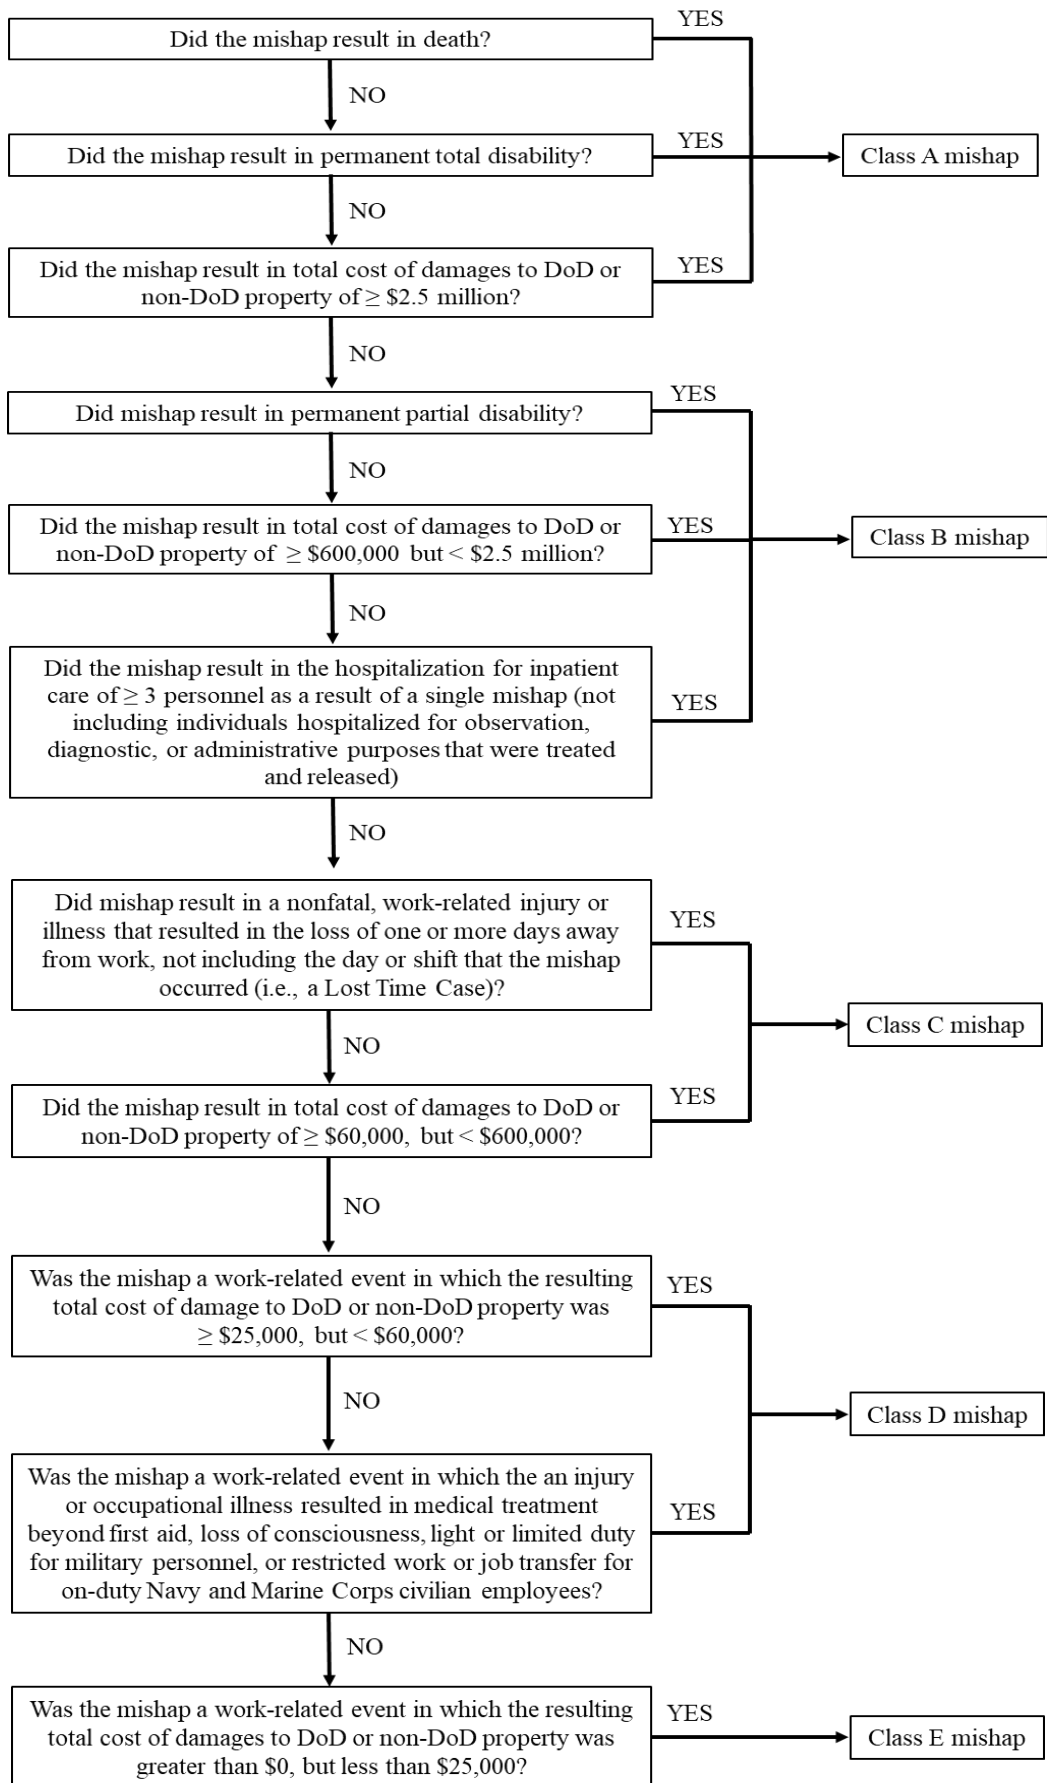 Did the mishap result in death?
YES
NO
Did the mishap result in permanent total disability?
YES
Class A mishap
NO
Did the mishap result in total cost of damages to DoD or
non-DoD property of ≥ $2.5 million?
YES
NO
Did mishap result in permanent partial disability?
YES
NO
Did the mishap result in total cost of damages to DoD or
non-DoD property of ≥ $600,000 but < $2.5 million?
YES
Class B mishap
NO
Did the mishap result in the hospitalization for inpatient
care of ≥ 3 personnel as a result of a single mishap (not
including individuals hospitalized for observation,
diagnostic, or administrative purposes that were treated
and released)
YES
NO
Did mishap result in a nonfatal, work-related injury or
illness that resulted in the loss of one or more days away
from work, not including the day or shift that the mishap
occurred (i.e., a Lost Time Case)?
YES
Class C mishap
NO
Did the mishap result in total cost of damages to DoD or
non-DoD property of ≥ $60,000, but < $600,000?
YES
NO
Was the mishap a work-related event in which the resulting
total cost of damage to DoD or non-DoD property was
≥ $25,000, but < $60,000?
YES
NO
Class D mishap
Was the mishap a work-related event in which the an injury
or occupational illness resulted in medical treatment
beyond first aid, loss of consciousness, light or limited duty
for military personnel, or restricted work or job transfer for
on-duty Navy and Marine Corps civilian employees?
YES
NO
Was the mishap a work-related event in which the resulting
total cost of damages to DoD or non-DoD property was
greater than $0, but less than $25,000?
YES
Class E mishap